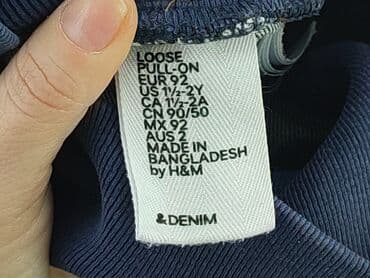 LOOSE
PULL-ON
EUR 92
US 1½-2Y
CA 1½-2A
CN 90/50
MX 92
AUS 2
MADE IN
BANGLADESH
by H&M
&DENIM